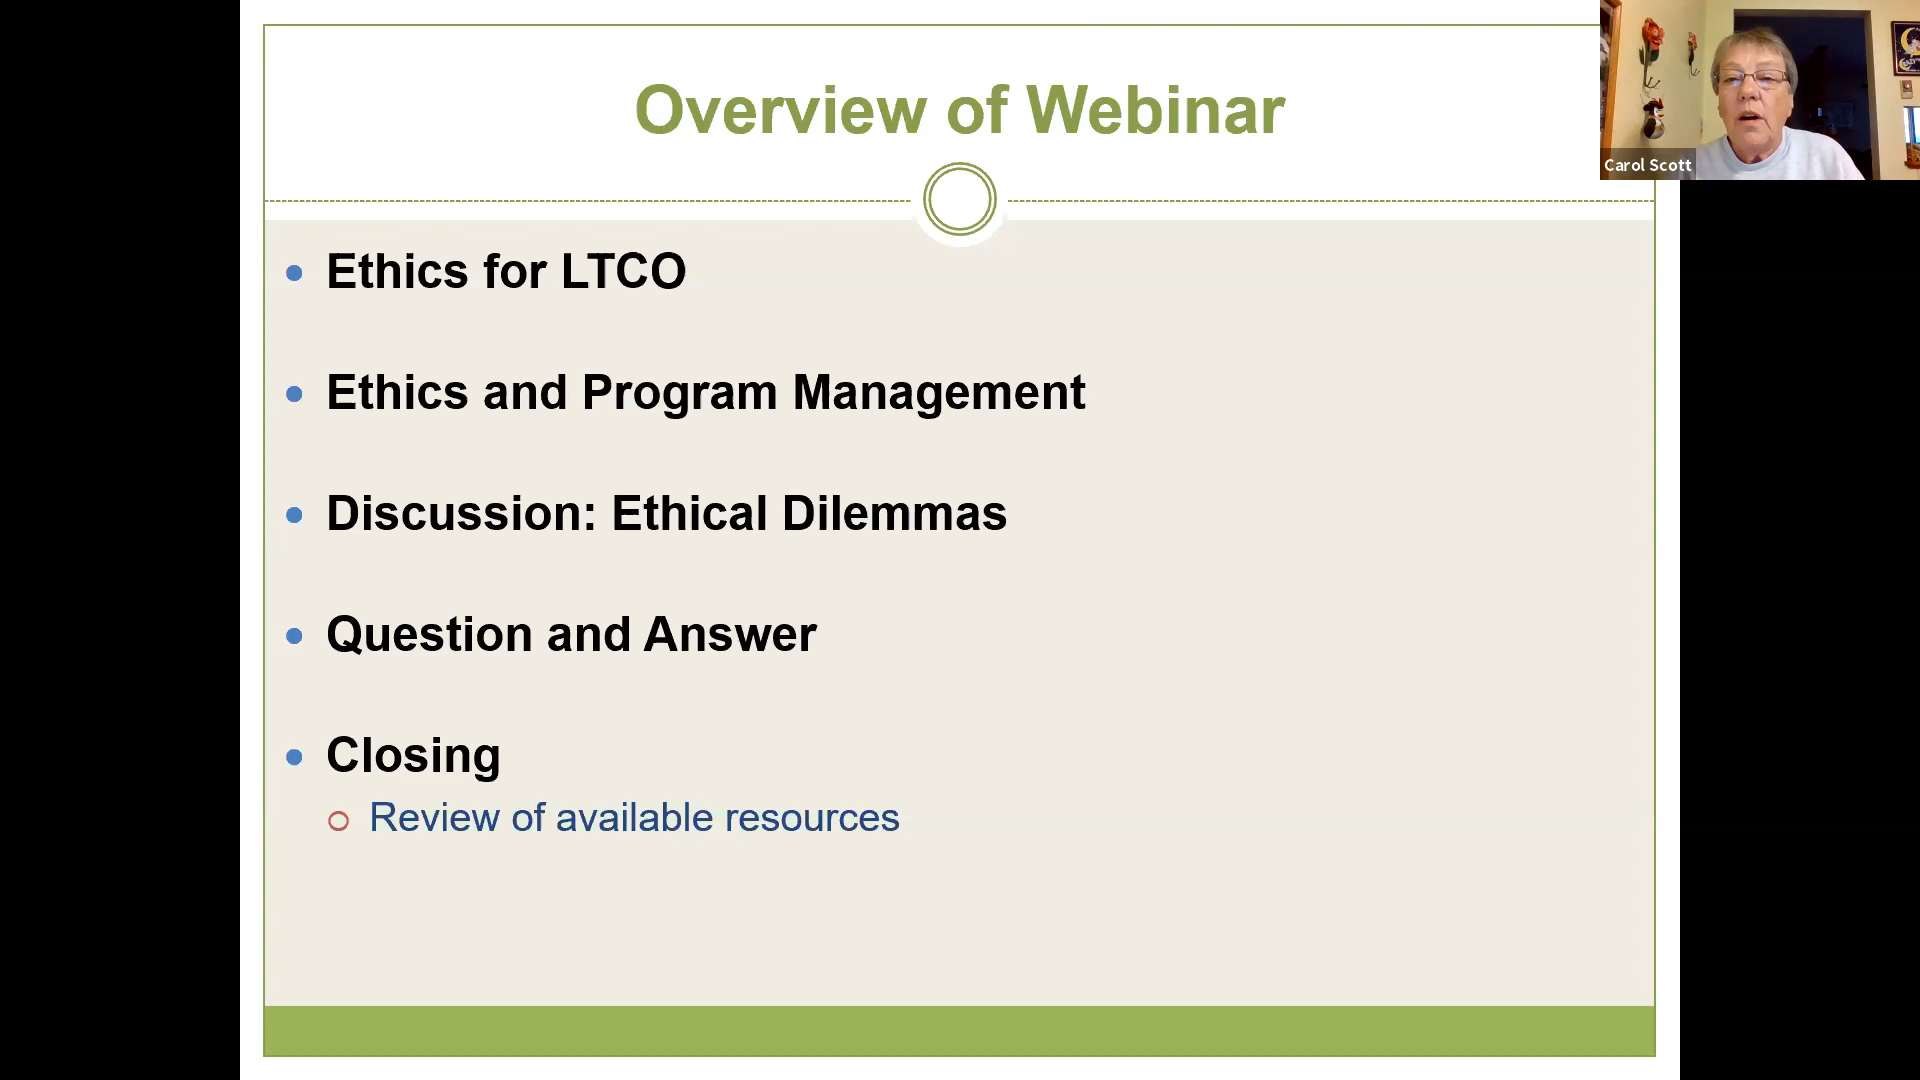 Overview of Webinar
Carol Scott
Ethics for LTCO
Ethics and Program Management
Discussion: Ethical Dilemmas
Question and Answer
Closing
Review of available resources